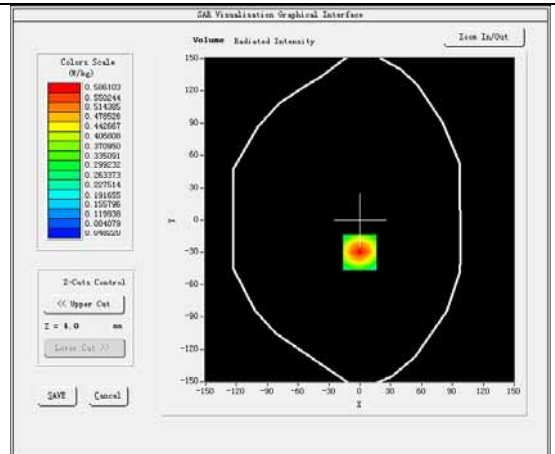 SAR Visualisation Graphical Interface
Volume Radiated Intensity
Zoom In/Out
Colors Scale
(W/kg)
0.586103
0.550244
0.514385
0.478526
0.442667
0.406808
0.370950
0.335091
0.299232
0.263373
0.227514
0.191655
0.155796
0.119938
0.084079
0.048220
Z-Cuts Control
<< Upper Cut
Z = 4.0 mm
Lower Cut >>
SAVE
Cancel
150
120
90
60
30
0
-30
-60
-90
-120
-150
Y
-150 -120 -90 -60 -30 0 30 60 90 120 150
X